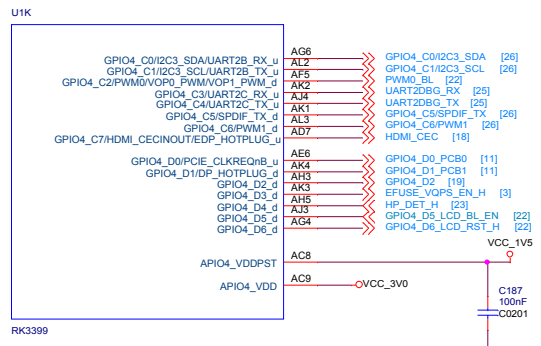 U1K
GPIO4_C0/I2C3_SDA/UART2B_RX_u AG6 GPIO4_C0/I2C3_SDA [26]
GPIO4_C1/I2C3_SCL/UART2B_TX_u AL2 GPIO4_C1/I2C3_SCL [26]
GPIO4_C2/PWM0/VOP0_PWM/VOP1_PWM_d AF5 PWM0_BL [22]
GPIO4_C3/UART2C_RX_u AK2 UART2DBG_RX [25]
GPIO4_C4/UART2C_TX_u AJ4 UART2DBG_TX [25]
GPIO4_C5/SPDIF_TX_d AK1 GPIO4_C5/SPDIF_TX [26]
GPIO4_C6/PWM1_d AL3 GPIO4_C6/PWM1 [26]
GPIO4_C7/HDMI_CECINOUT/EDP_HOTPLUG_u AD7 HDMI_CEC [18]
GPIO4_D0/PCIE_CLKREQnB_u AE6 GPIO4_D0_PCB0 [11]
GPIO4_D1/DP_HOTPLUG_d AK4 GPIO4_D1_PCB1 [11]
GPIO4_D2_d AH3 GPIO4_D2 [19]
GPIO4_D3_d AK3 EFUSE_VQPS_EN_H [3]
GPIO4_D4_d AH5 HP_DET_H [23]
GPIO4_D5_d AJ3 GPIO4_D5_LCD_BL_EN [22]
GPIO4_D6_d AG4 GPIO4_D6_LCD_RST_H [22]
VCC_1V5
APIO4_VDDPST AC8
APIO4_VDD AC9 VCC_3V0
C187
100nF
C0201
RK3399